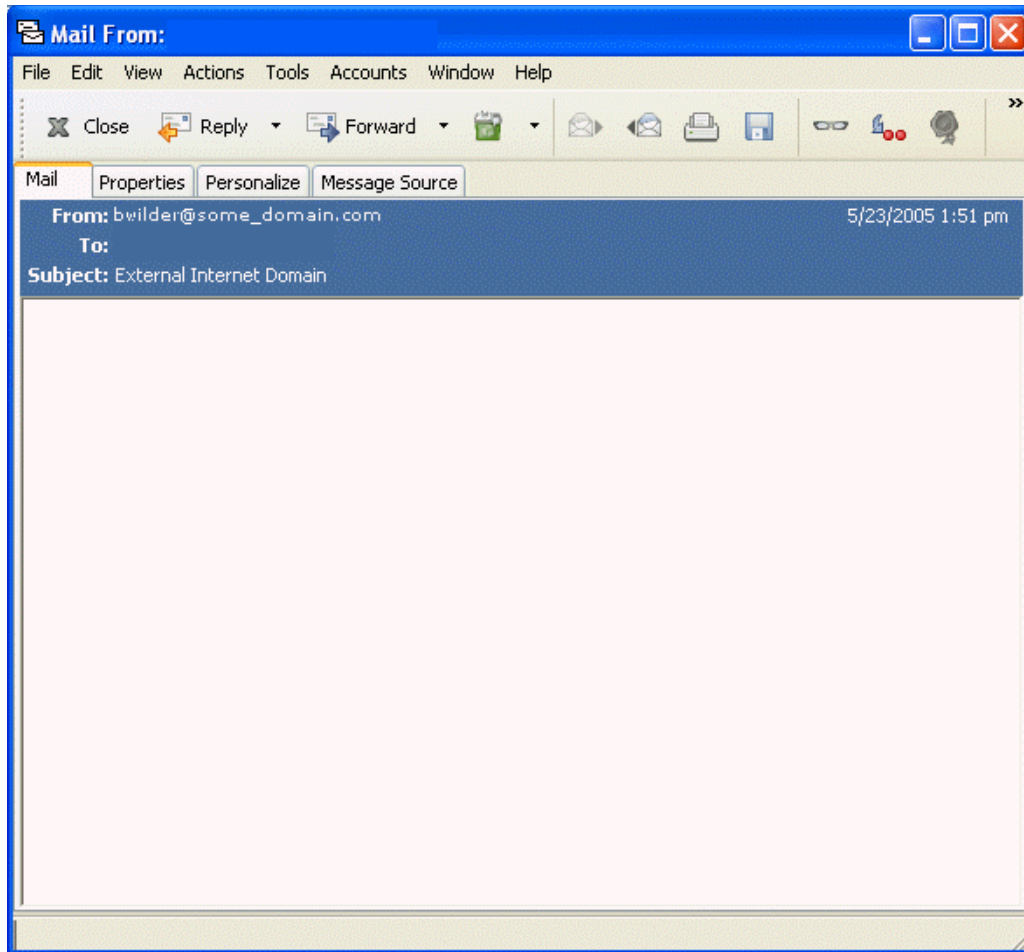 Mail From:
File Edit View Actions Tools Accounts Window Help
Close Reply Forward »
Mail Properties Personalize Message Source
From: bwilder@some_domain.com 5/23/2005 1:51 pm
To:
Subject: External Internet Domain